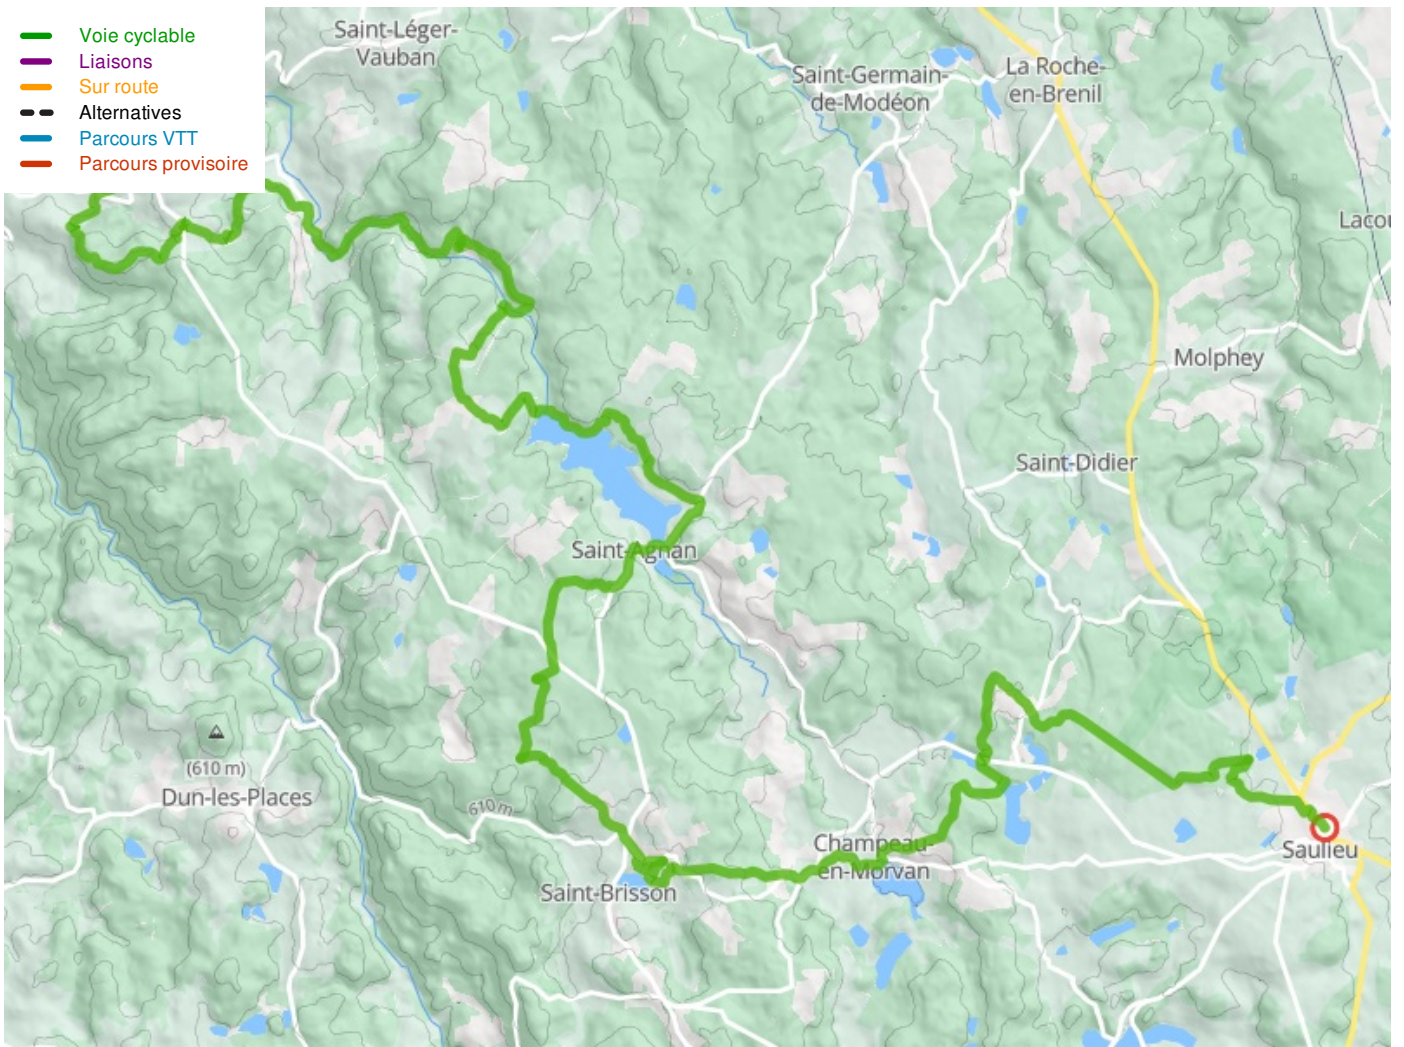 Voie cyclable
Liaisons
Sur route
Alternatives
Parcours VTT
Parcours provisoire
Saint-Léger-
Vauban
Saint-Germain-
de-Modéon
La Roche-
en-Brenil
Lacou
Molphey
Saint-Didier
Saint-Agnan
(610 m)
Dun-les-Places
610 m
Champeau-
en-Morvan
Saulieu
Saint-Brisson